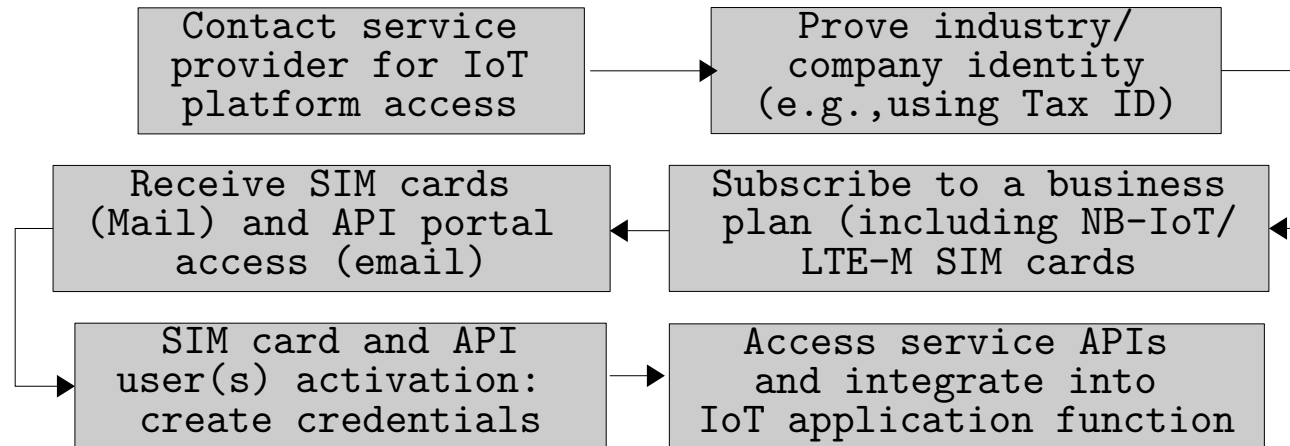 Contact service
provider for IoT
platform access
Prove industry/
company identity
(e.g.,using Tax ID)
Subscribe to a business
plan (including NB-IoT/
LTE-M SIM cards
Receive SIM cards
(Mail) and API portal
access (email)
SIM card and API
user(s) activation:
create credentials
Access service APIs
and integrate into
IoT application function